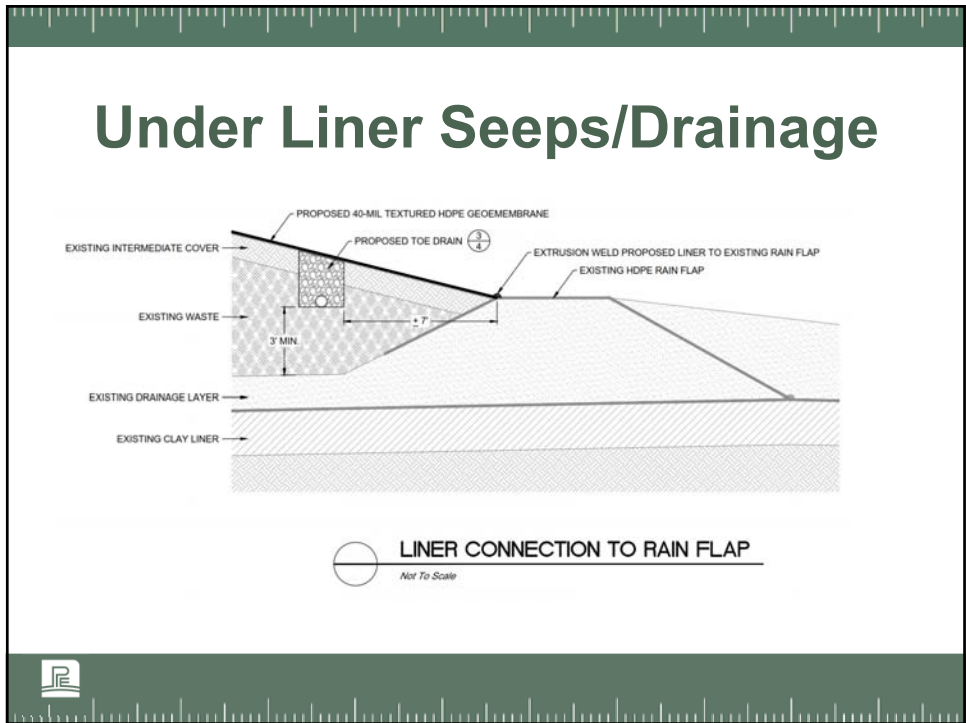 Under Liner Seeps/Drainage
PROPOSED 40-MIL TEXTURED HDPE GEOMEMBRANE
PROPOSED TOE DRAIN
3
4
EXISTING INTERMEDIATE COVER
EXTRUSION WELD PROPOSED LINER TO EXISTING RAIN FLAP
EXISTING HDPE RAIN FLAP
EXISTING WASTE
± 7'
3' MIN.
EXISTING DRAINAGE LAYER
EXISTING CLAY LINER
LINER CONNECTION TO RAIN FLAP
Not To Scale